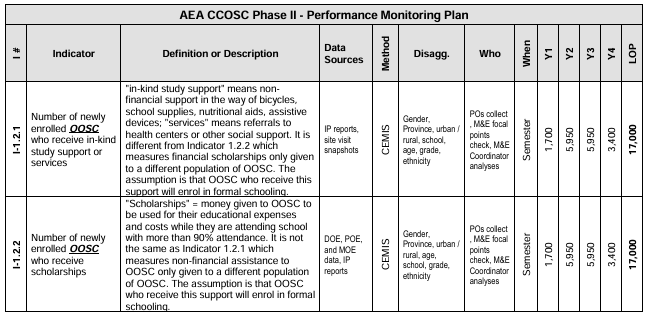 AEA CCOSC Phase II - Performance Monitoring Plan
I #
Indicator
Definition or Description
Data
Sources
Method
Disagg.
Who
When
Y1
Y2
Y3
Y4
LOP
I-1.2.1
Number of newly
enrolled OOSC
who receive in-kind
study support or
services
"in-kind study support" means non-
financial support in the way of bicycles,
school supplies, nutritional aids, assistive
devices; "services" means referrals to
health centers or other social support. It is
different from Indicator 1.2.2 which
measures financial scholarships only given
to a different population of OOSC. The
assumption is that OOSC who receive this
support will enrol in formal schooling.
IP reports,
site visit
snapshots
CEMIS
Gender,
Province, urban /
rural, school,
age, grade,
ethnicity
POs collect
, M&E focal
points
check, M&E
Coordinator
analyses
Semester
1,700
5,950
5,950
3,400
17,000
I-1.2.2
Number of newly
enrolled OOSC
who receive
scholarships
"Scholarships" = money given to OOSC to
be used for their educational expenses
and costs while they are attending school
with more than 90% attendance. It is not
the same as Indicator 1.2.1 which
measures non-financial assistance to
OOSC only given to a different population
of OOSC. The assumption is that OOSC
who receive this support will enrol in formal
schooling.
DOE, POE,
and MOE
data, IP
reports
CEMIS
Gender,
Province, urban /
rural, age,
school, grade,
ethnicity
POs collect
, M&E focal
points
check, M&E
Coordinator
analyses
Semester
1,700
5,950
5,950
3,400
17,000